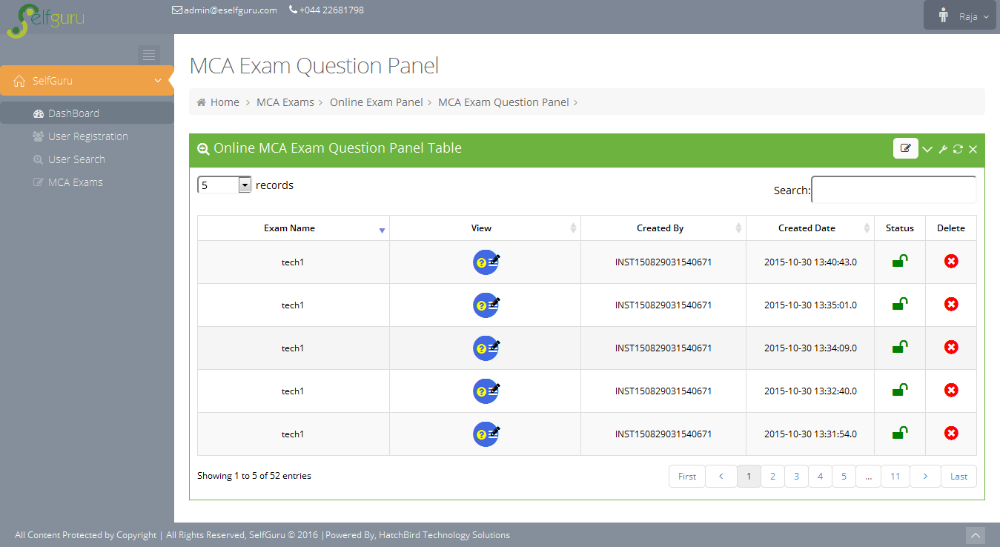 Selfguru
admin@eselfguru.com +044 22681798
Raja
SelfGuru
DashBoard
User Registration
User Search
MCA Exams
MCA Exam Question Panel
Home > MCA Exams > Online Exam Panel > MCA Exam Question Panel >
Online MCA Exam Question Panel Table
5 records
Search:
Exam Name View Created By Created Date Status Delete
tech1 ? INST150829031540671 2015-10-30 13:40:43.0
tech1 ? INST150829031540671 2015-10-30 13:35:01.0
tech1 ? INST150829031540671 2015-10-30 13:34:09.0
tech1 ? INST150829031540671 2015-10-30 13:32:40.0
tech1 ? INST150829031540671 2015-10-30 13:31:54.0
Showing 1 to 5 of 52 entries
First < 1 2 3 4 5 ... 11 > Last
All Content Protected by Copyright | All Rights Reserved, SelfGuru © 2016 |Powered By, HatchBird Technology Solutions